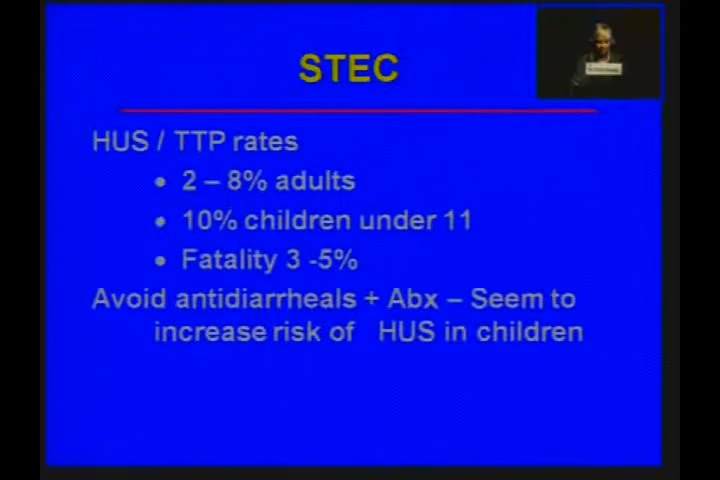 STEC
HUS / TTP rates
• 2 – 8% adults
• 10% children under 11
• Fatality 3 -5%
Avoid antidiarrheals + Abx – Seem to
increase risk of HUS in children